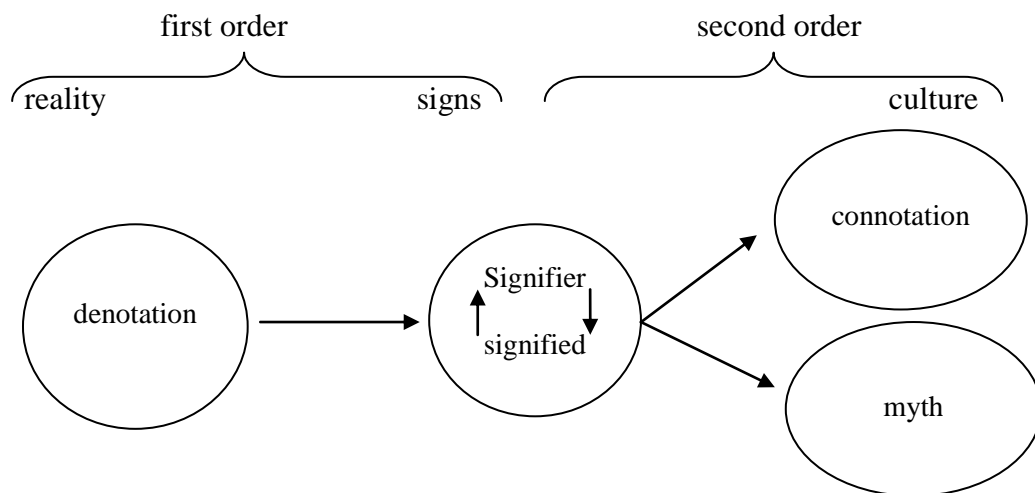 first order second order
reality signs culture
connotation
Signifier
denotation
signified
myth